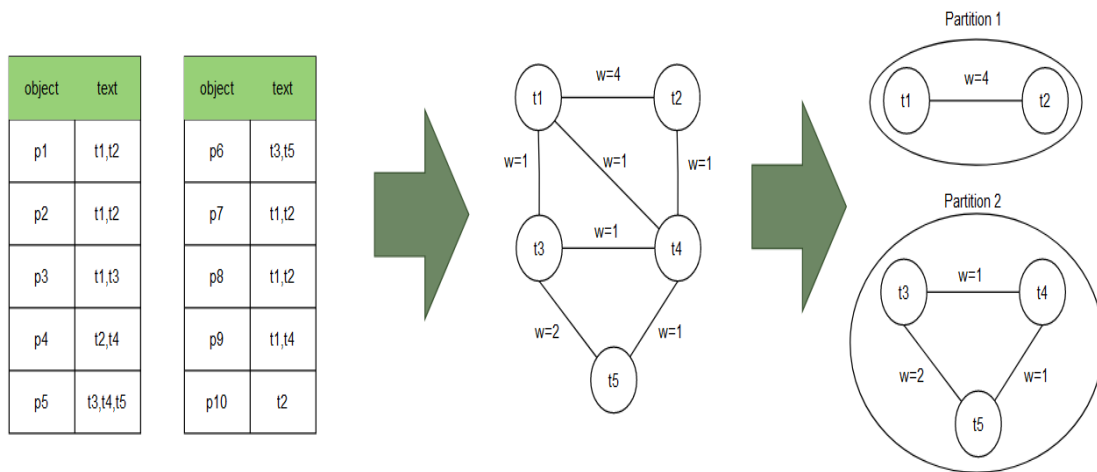 object text
p1 t1,t2
p2 t1,t2
p3 t1,t3
p4 t2,t4
p5 t3,t4,t5
object text
p6 t3,t5
p7 t1,t2
p8 t1,t2
p9 t1,t4
p10 t2
t1 w=4 t2
w=1 w=1 w=1
t3 w=1 t4
w=2 w=1
t5
Partition 1
t1 w=4 t2
Partition 2
t3 w=1 t4
w=2 w=1
t5